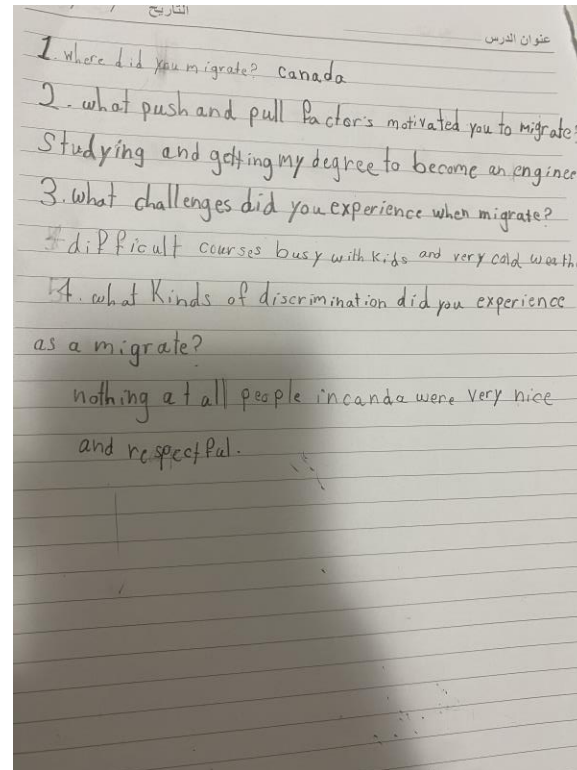 التاريخ / /
عنوان الدرس
1. where did you migrate? Canada
2. what push and pull factor's motivated you to migrate?
Studying and getting my degree to become an enginee
3. what challenges did you experience when migrate?
difficult courses busy with kids and very cold weath
4. what Kinds of discrimination did you experience
as a migrate?
nothing at all people in canda were very nice
and respectful.